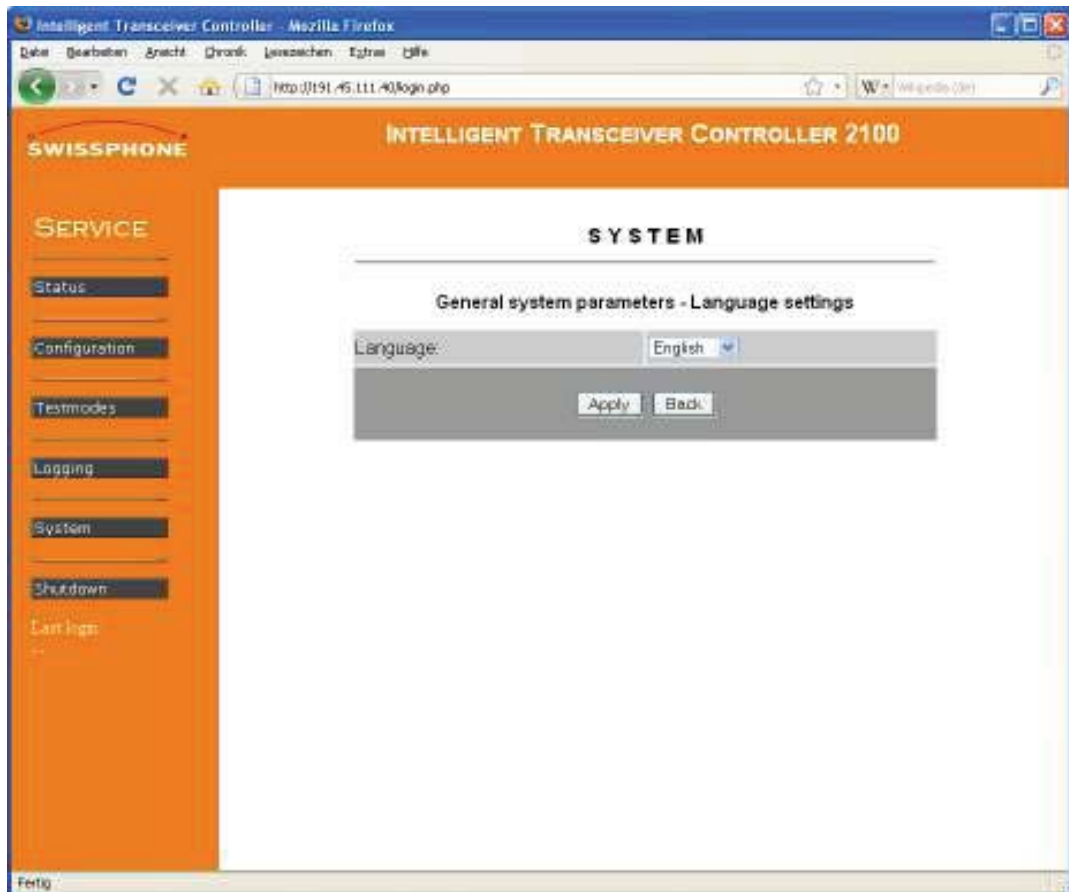 Intelligent Transceiver Controller - Mozilla Firefox
Datei Bearbeiten Ansicht Chronik Lesezeichen Extras Hilfe
http://191.45.111.40/login.php
W Wikipedia (de)
SWISSPHONE
INTELLIGENT TRANSCEIVER CONTROLLER 2100
SERVICE
Status
Configuration
Testmodes
Logging
System
Shutdown
Last login
--
SYSTEM
General system parameters - Language settings
Language:
English
Apply Back
Fertig